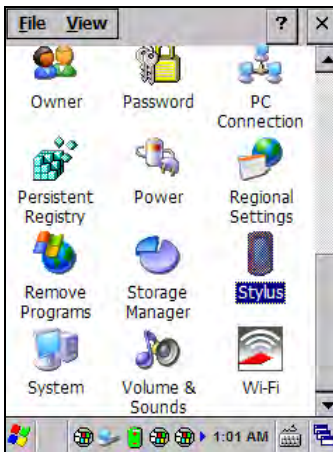 File View ? ×
Owner Password PC
Connection
Persistent Power Regional
Registry Settings
Remove Storage Stylus
Programs Manager
System Volume & Wi-Fi
Sounds
1:01 AM